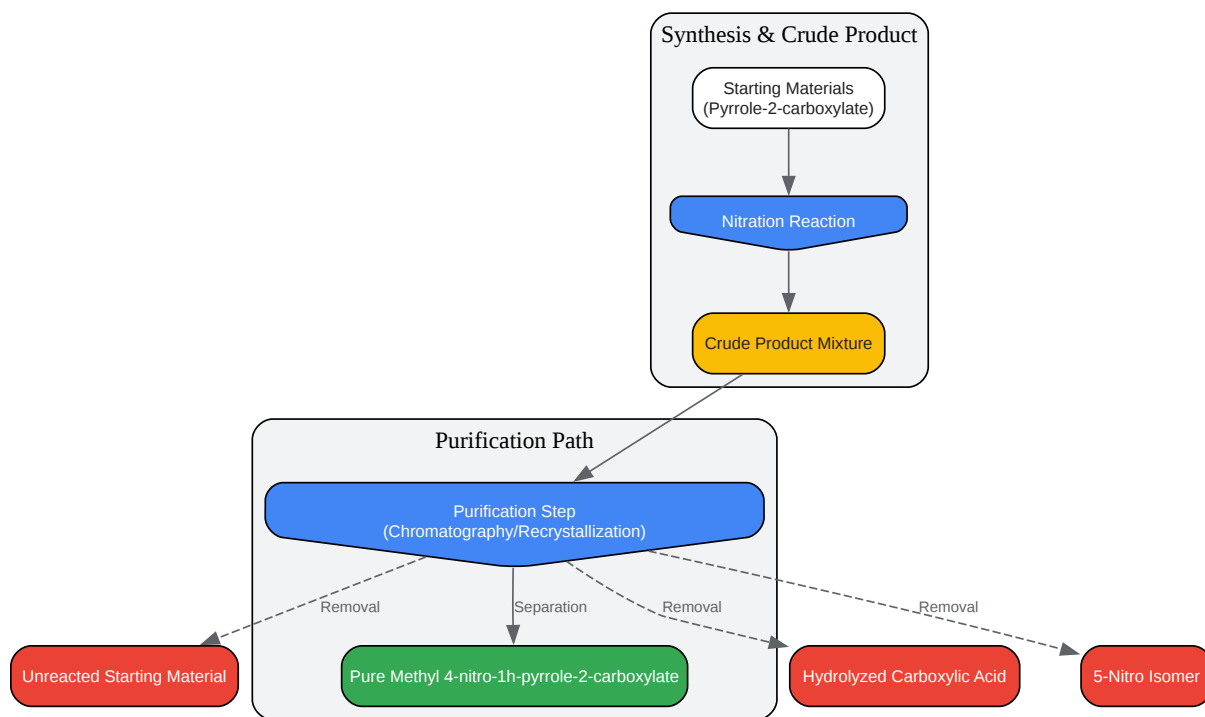 Synthesis & Crude Product
Starting Materials
(Pyrrole-2-carboxylate)
Nitration Reaction
Crude Product Mixture
Purification Path
Purification Step
(Chromatography/Recrystallization)
Removal
Separation
Removal
Removal
Unreacted Starting Material
Pure Methyl 4-nitro-1h-pyrrole-2-carboxylate
Hydrolyzed Carboxylic Acid
5-Nitro Isomer